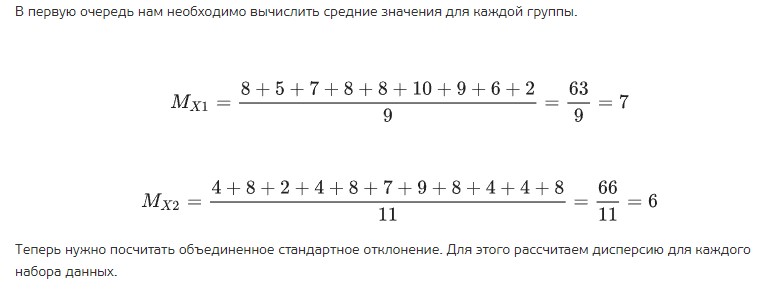 В первую очередь нам необходимо вычислить средние значения для каждой группы.
M_{X1} = \frac{8 + 5 + 7 + 8 + 8 + 10 + 9 + 6 + 2}{9} = \frac{63}{9} = 7
M_{X2} = \frac{4 + 8 + 2 + 4 + 8 + 7 + 9 + 8 + 4 + 4 + 8}{11} = \frac{66}{11} = 6
Теперь нужно посчитать объединенное стандартное отклонение. Для этого рассчитаем дисперсию для каждого
набора данных.